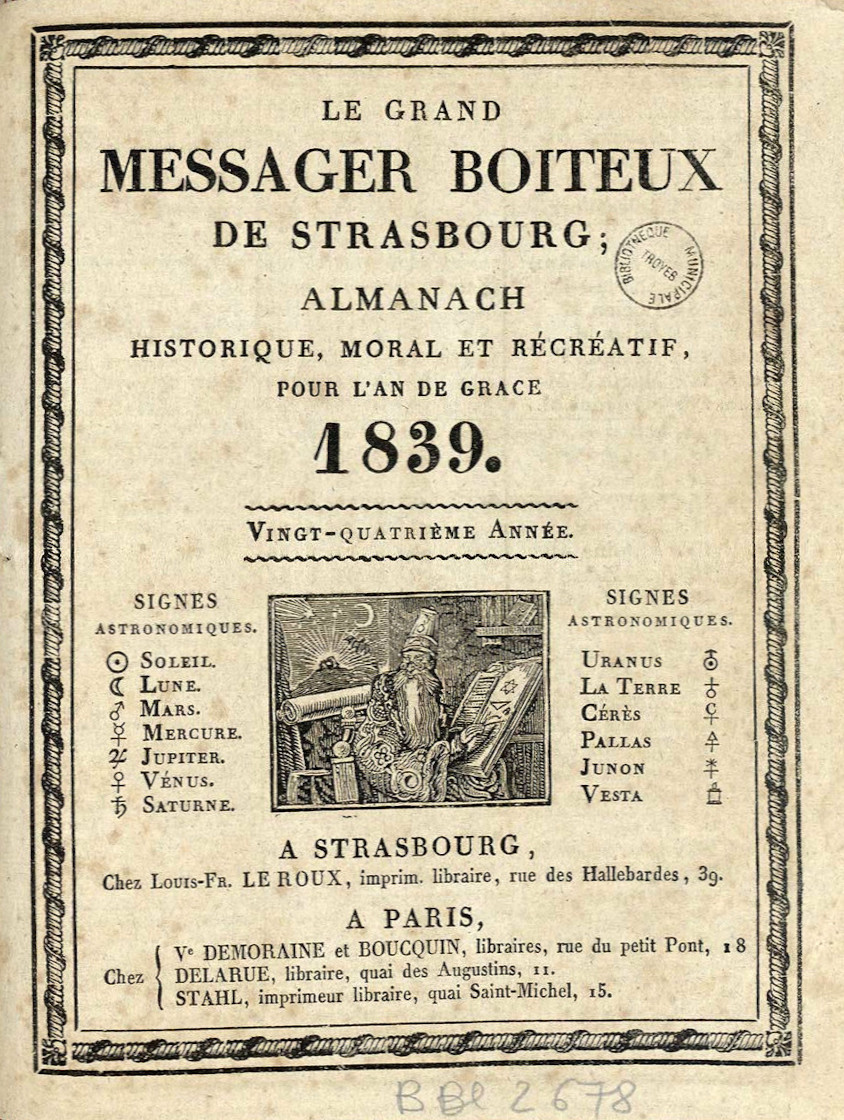 LE GRAND
MESSAGER BOITEUX
DE STRASBOURG;
BIBLIOTHEQUE MUNICIPALE
TROYES
ALMANACH
HISTORIQUE, MORAL ET RÉCRÉATIF,
POUR L'AN DE GRACE
1839.
VINGT-QUATRIÈME ANNÉE.
SIGNES
ASTRONOMIQUES.
☉ SOLEIL.
☾ LUNE.
♂ MARS.
☿ MERCURE.
♃ JUPITER.
♀ VÉNUS.
♄ SATURNE.
SIGNES
ASTRONOMIQUES.
URANUS ⛢
LA TERRE ♁
CÉRÈS ⚳
PALLAS ⚴
JUNON ⚵
VESTA ⚶
A STRASBOURG,
Chez LOUIS-FR. LE ROUX, imprim. libraire, rue des Hallebardes, 39.
A PARIS,
Chez
Ve DEMORAINE et BOUCQUIN, libraires, rue du petit Pont, 18
DELARUE, libraire, quai des Augustins, 11.
STAHL, imprimeur libraire, quai Saint-Michel, 15.
BBl 2678